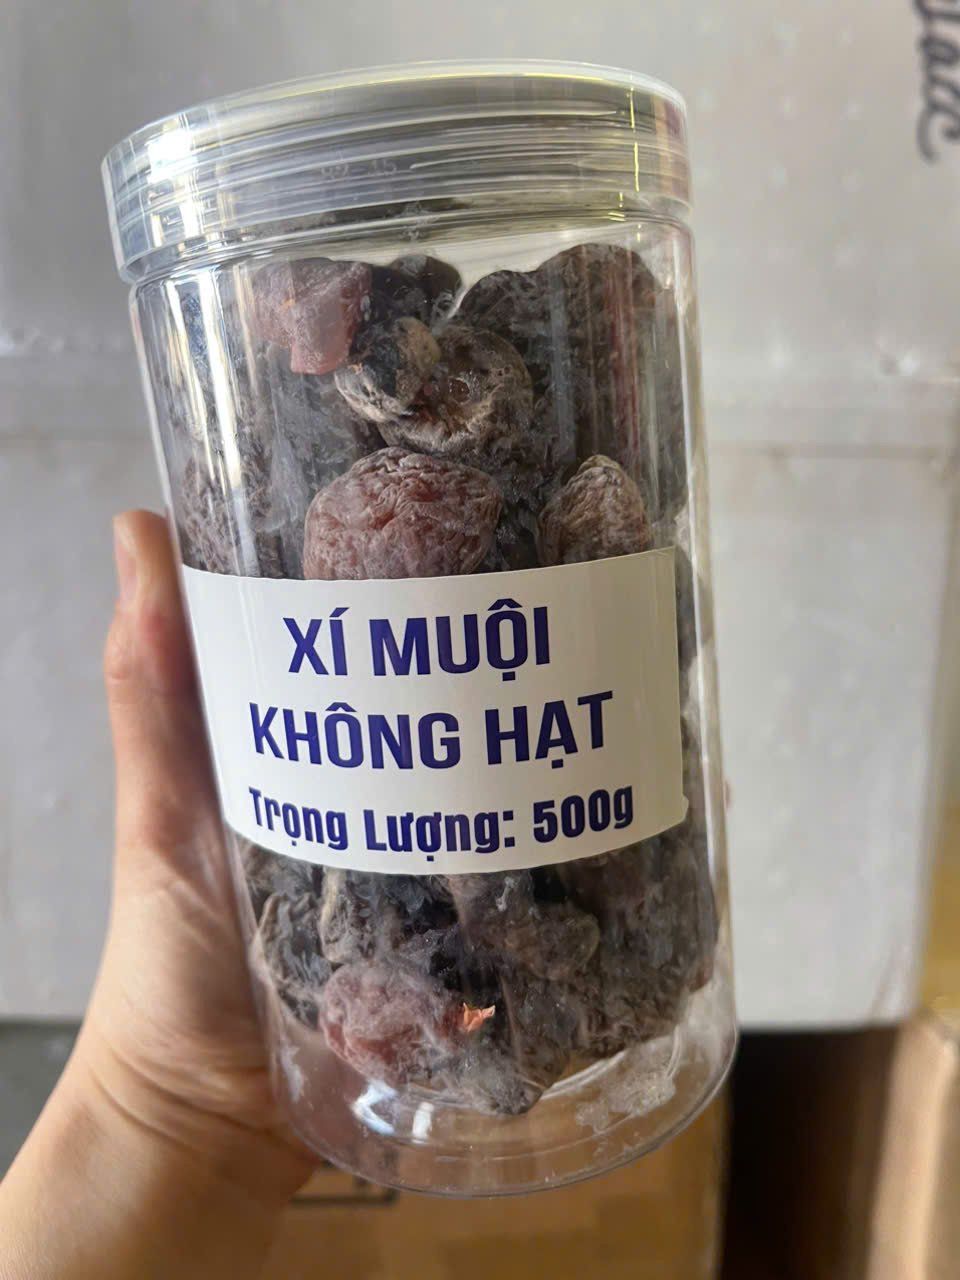 XÍ MUỘI
KHÔNG HẠT
Trọng Lượng: 500g